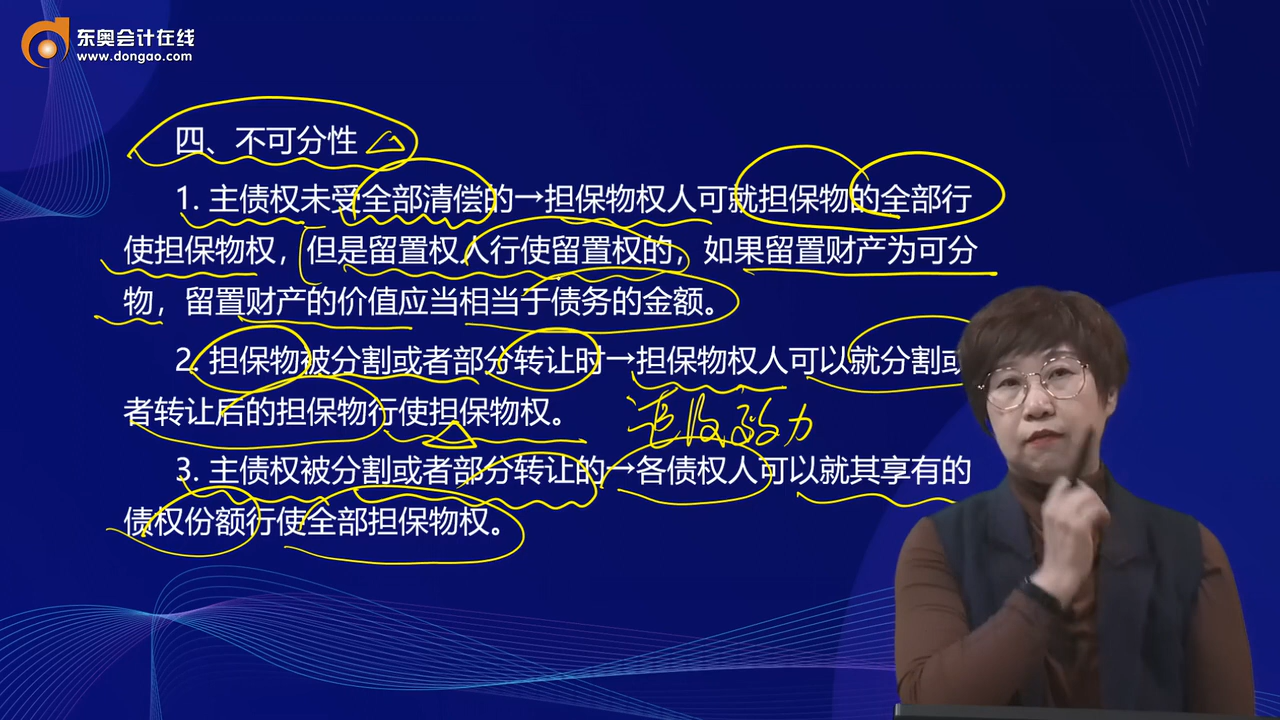 东奥会计在线
www.dongao.com
四、不可分性
1. 主债权未受全部清偿的→担保物权人可就担保物的全部行
使担保物权，但是留置权人行使留置权的，如果留置财产为可分
物，留置财产的价值应当相当于债务的金额。
2. 担保物被分割或者部分转让时→担保物权人可以就分割或
者转让后的担保物行使担保物权。
追及效力
3. 主债权被分割或者部分转让的→各债权人可以就其享有的
债权份额行使全部担保物权。